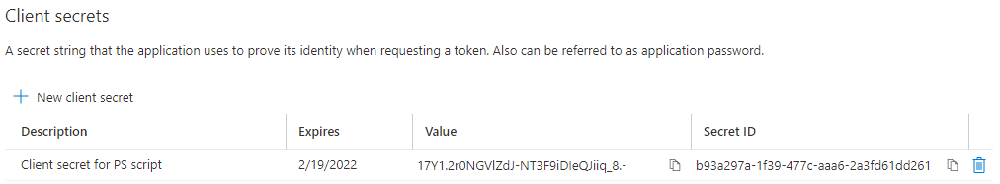 Client secrets
A secret string that the application uses to prove its identity when requesting a token. Also can be referred to as application password.
New client secret
Description Expires Value Secret ID
Client secret for PS script 2/19/2022 17Y1.2r0NGVlZdJ-NT3F9iDIeQJiiq_8.- b93a297a-1f39-477c-aaa6-2a3fd61dd261